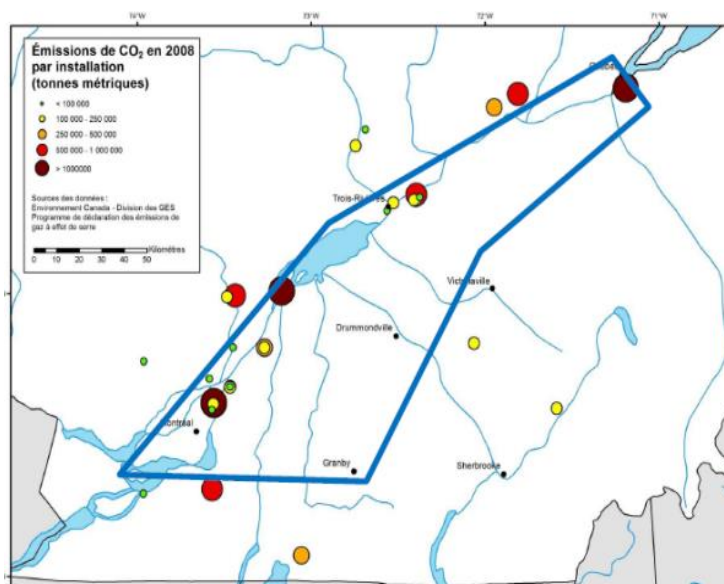 74°W 73°W 72°W 71°W
Émissions de CO₂ en 2008
par installation
(tonnes métriques)
< 100 000
100 000 - 250 000
250 000 - 500 000
500 000 - 1 000 000
> 1000000
Sources des données :
Environnement Canada - Division des GES
Programme de déclaration des émissions de
gaz à effet de serre
Kilomètres
0 5 10 20 30 40 50
Trois-Rivières
Victoriaville
Drummondville
Montréal
Granby
Sherbrooke